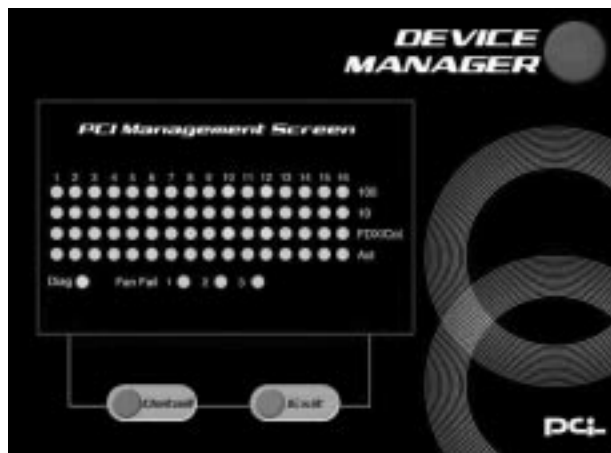 DEVICE
MANAGER
PCI Management Screen
1 2 3 4 5 6 7 8 9 10 11 12 13 14 15 16
100
10
FDX/Col
Act
Diag Fan Fail 1 2 3
Detail Exit
PCi